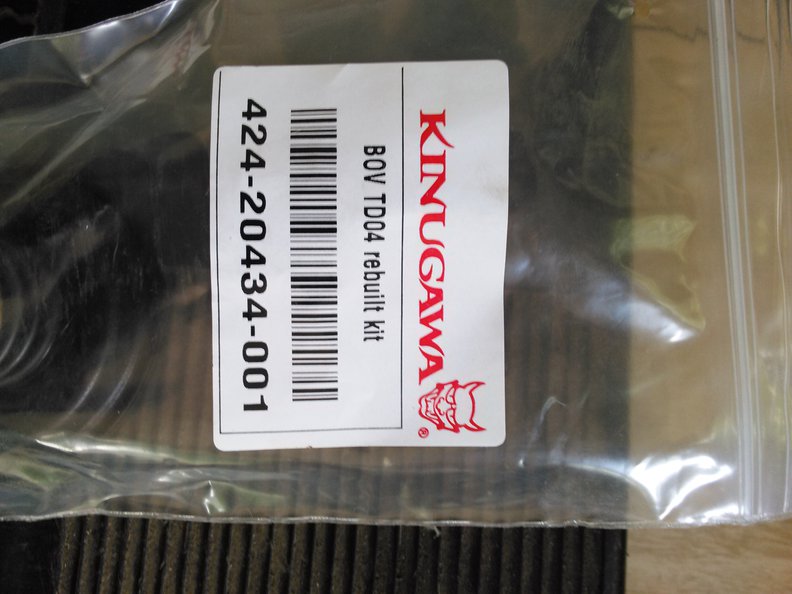 KINUGAWA®
BOV TD04 rebuilt kit
424-20434-001